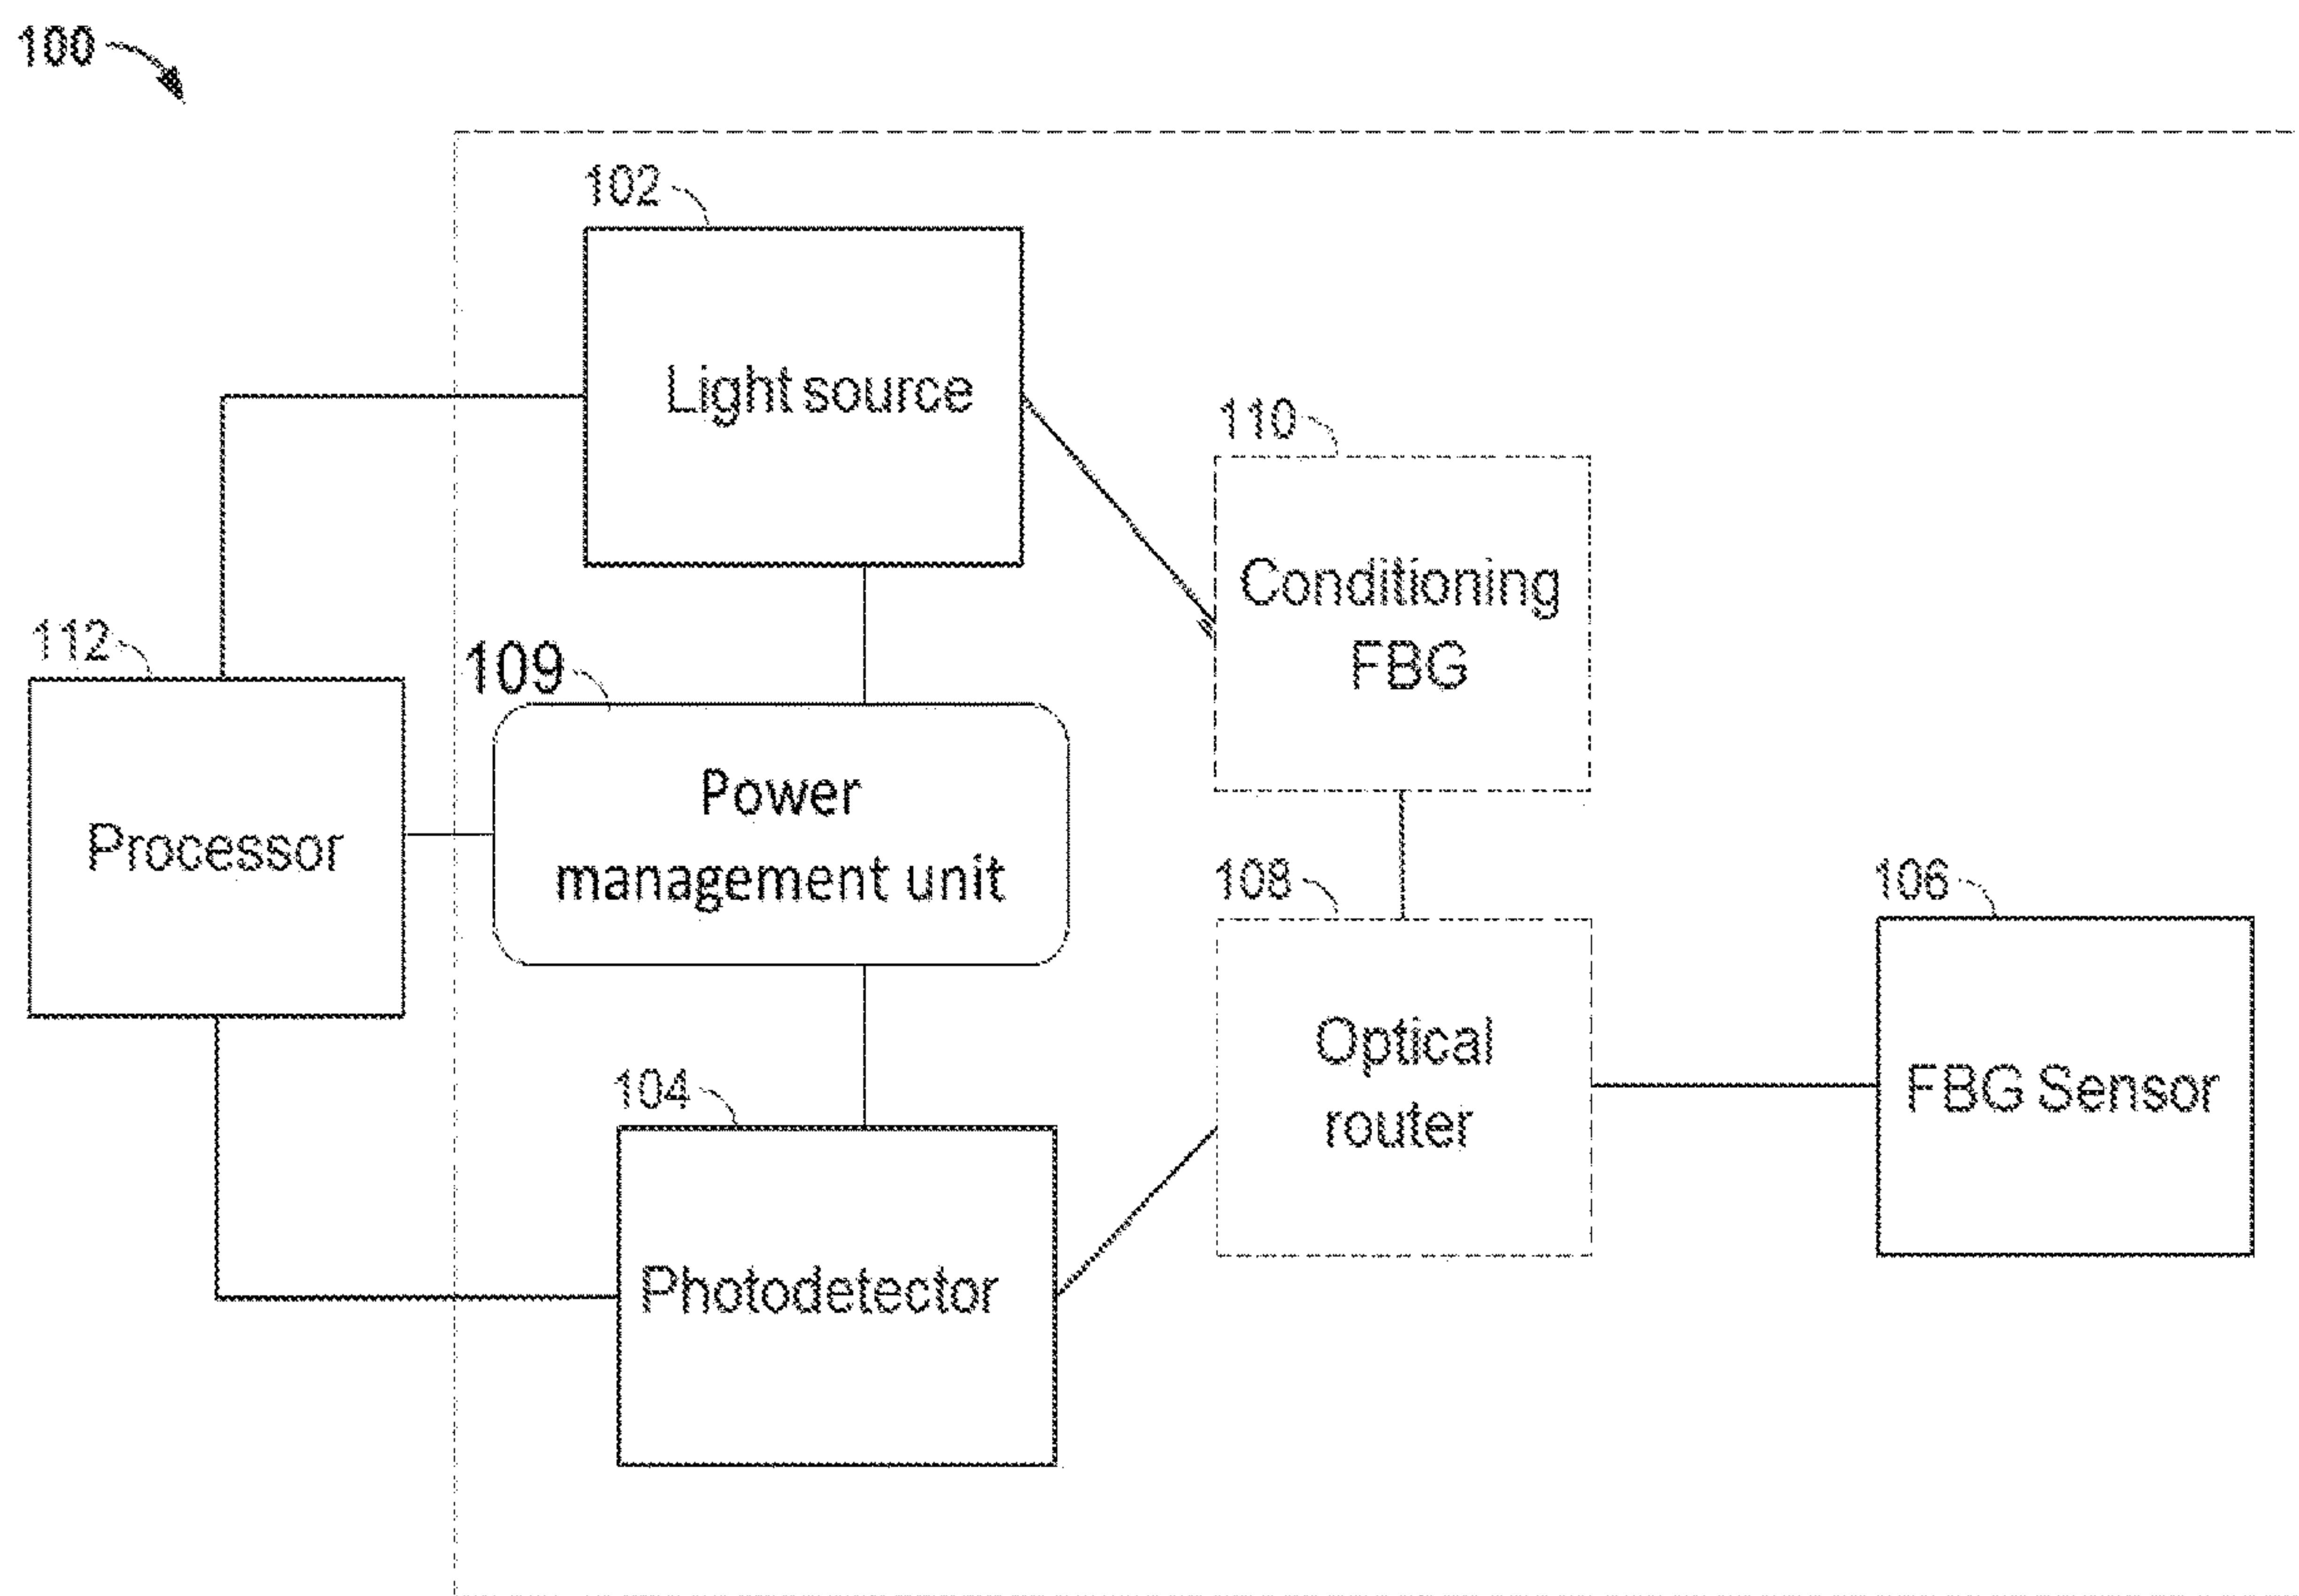 100
102
Light source
110
Conditioning
FBG
112
Processor
109
Power
management unit
108
Optical
router
106
FBG Sensor
104
Photodetector